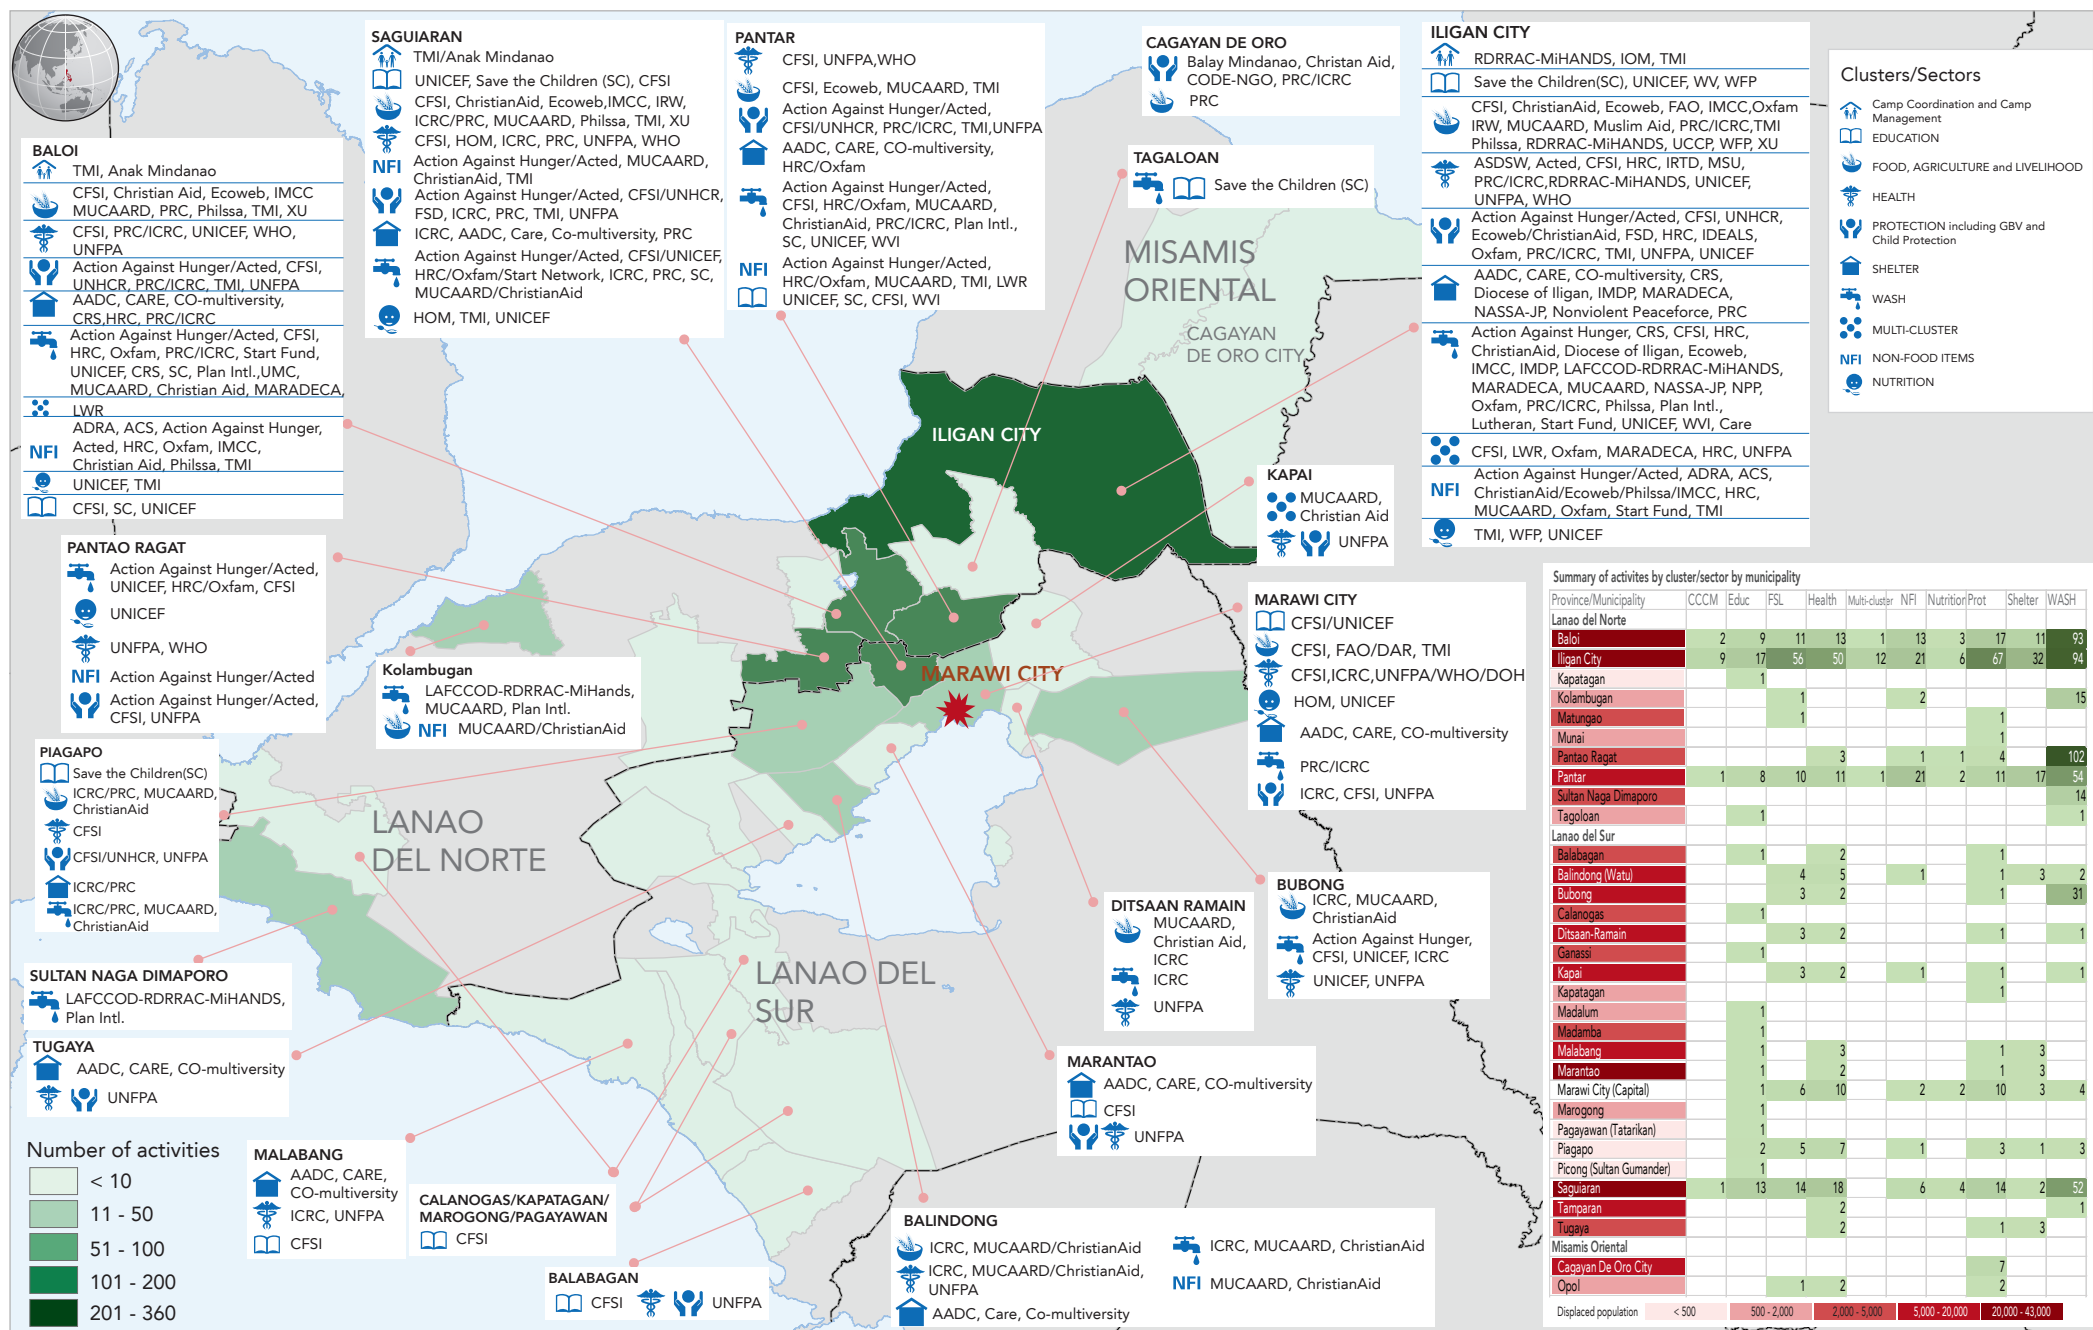 SAGUIARAN
TMI/Anak Mindanao
UNICEF, Save the Children (SC), CFSI
CFSI, ChristianAid, Ecoweb,IMCC, IRW,
ICRC/PRC, MUCAARD, Philssa, TMI, XU
CFSI, HOM, ICRC, PRC, UNFPA, WHO
NFI
Action Against Hunger/Acted, MUCAARD,
ChristianAid, TMI
Action Against Hunger/Acted, CFSI/UNHCR,
FSD, ICRC, PRC, TMI, UNFPA
ICRC, AADC, Care, Co-multiversity, PRC
Action Against Hunger/Acted, CFSI/UNICEF,
HRC/Oxfam/Start Network, ICRC, PRC, SC,
MUCAARD/ChristianAid
HOM, TMI, UNICEF
PANTAR
CFSI, UNFPA,WHO
CFSI, Ecoweb, MUCAARD, TMI
Action Against Hunger/Acted,
CFSI/UNHCR, PRC/ICRC, TMI,UNFPA
AADC, CARE, CO-multiversity,
HRC/Oxfam
Action Against Hunger/Acted,
CFSI, HRC/Oxfam, MUCAARD,
ChristianAid, PRC/ICRC, Plan Intl.,
SC, UNICEF, WVI
NFI
Action Against Hunger/Acted,
HRC/Oxfam, MUCAARD, TMI, LWR
UNICEF, SC, CFSI, WVI
CAGAYAN DE ORO
Balay Mindanao, Christan Aid,
CODE-NGO, PRC/ICRC
PRC
TAGALOAN
Save the Children (SC)
ILIGAN CITY
RDRRAC-MiHANDS, IOM, TMI
Save the Children(SC), UNICEF, WV, WFP
CFSI, ChristianAid, Ecoweb, FAO, IMCC,Oxfam
IRW, MUCAARD, Muslim Aid, PRC/ICRC,TMI
Philssa, RDRRAC-MiHANDS, UCCP, WFP, XU
ASDSW, Acted, CFSI, HRC, IRTD, MSU,
PRC/ICRC,RDRRAC-MiHANDS, UNICEF,
UNFPA, WHO
Action Against Hunger/Acted, CFSI, UNHCR,
Ecoweb/ChristianAid, FSD, HRC, IDEALS,
Oxfam, PRC/ICRC, TMI, UNFPA, UNICEF
AADC, CARE, CO-multiversity, CRS,
Diocese of Iligan, IMDP, MARADECA,
NASSA-JP, Nonviolent Peaceforce, PRC
Action Against Hunger, CRS, CFSI, HRC,
ChristianAid, Diocese of Iligan, Ecoweb,
IMCC, IMDP, LAFCCOD-RDRRAC-MiHANDS,
MARADECA, MUCAARD, NASSA-JP, NPP,
Oxfam, PRC/ICRC, Philssa, Plan Intl.,
Lutheran, Start Fund, UNICEF, WVI, Care
CFSI, LWR, Oxfam, MARADECA, HRC, UNFPA
NFI
Action Against Hunger/Acted, ADRA, ACS,
ChristianAid/Ecoweb/Philssa/IMCC, HRC,
MUCAARD, Oxfam, Start Fund, TMI
TMI, WFP, UNICEF
Clusters/Sectors
Camp Coordination and Camp
Management
EDUCATION
FOOD, AGRICULTURE and LIVELIHOOD
HEALTH
PROTECTION including GBV and
Child Protection
SHELTER
WASH
MULTI-CLUSTER
NFI NON-FOOD ITEMS
NUTRITION
BALOI
TMI, Anak Mindanao
CFSI, Christian Aid, Ecoweb, IMCC
MUCAARD, PRC, Philssa, TMI, XU
CFSI, PRC/ICRC, UNICEF, WHO,
UNFPA
Action Against Hunger/Acted, CFSI,
UNHCR, PRC/ICRC, TMI, UNFPA
AADC, CARE, CO-multiversity,
CRS,HRC, PRC/ICRC
Action Against Hunger/Acted, CFSI,
HRC, Oxfam, PRC/ICRC, Start Fund,
UNICEF, CRS, SC, Plan Intl.,UMC,
MUCAARD, Christian Aid, MARADECA,
LWR
NFI
ADRA, ACS, Action Against Hunger,
Acted, HRC, Oxfam, IMCC,
Christian Aid, Philssa, TMI
UNICEF, TMI
CFSI, SC, UNICEF
MISAMIS
ORIENTAL
CAGAYAN
DE ORO CITY
ILIGAN CITY
MARAWI CITY
LANAO
DEL NORTE
LANAO DEL
SUR
KAPAI
MUCAARD,
Christian Aid
UNFPA
PANTAO RAGAT
Action Against Hunger/Acted,
UNICEF, HRC/Oxfam, CFSI
UNICEF
UNFPA, WHO
NFI Action Against Hunger/Acted
Action Against Hunger/Acted,
CFSI, UNFPA
Kolambugan
LAFCCOD-RDRRAC-MiHands,
MUCAARD, Plan Intl.
NFI MUCAARD/ChristianAid
MARAWI CITY
CFSI/UNICEF
CFSI, FAO/DAR, TMI
CFSI,ICRC,UNFPA/WHO/DOH
HOM, UNICEF
AADC, CARE, CO-multiversity
PRC/ICRC
ICRC, CFSI, UNFPA
PIAGAPO
Save the Children(SC)
ICRC/PRC, MUCAARD,
ChristianAid
CFSI
CFSI/UNHCR, UNFPA
ICRC/PRC
ICRC/PRC, MUCAARD,
ChristianAid
SULTAN NAGA DIMAPORO
LAFCCOD-RDRRAC-MiHANDS,
Plan Intl.
TUGAYA
AADC, CARE, CO-multiversity
UNFPA
DITSAAN RAMAIN
MUCAARD,
Christian Aid,
ICRC
ICRC
UNFPA
BUBONG
ICRC, MUCAARD,
ChristianAid
Action Against Hunger,
CFSI, UNICEF, ICRC
UNICEF, UNFPA
MARANTAO
AADC, CARE, CO-multiversity
CFSI
UNFPA
MALABANG
AADC, CARE,
CO-multiversity
ICRC, UNFPA
CFSI
CALANOGAS/KAPATAGAN/
MAROGONG/PAGAYAWAN
CFSI
BALABAGAN
CFSI UNFPA
BALINDONG
ICRC, MUCAARD/ChristianAid
ICRC, MUCAARD/ChristianAid,
UNFPA
AADC, Care, Co-multiversity
ICRC, MUCAARD, ChristianAid
NFI MUCAARD, ChristianAid
Number of activities
< 10
11 - 50
51 - 100
101 - 200
201 - 360
Summary of activites by cluster/sector by municipality
Province/Municipality CCCM Educ FSL Health Multi-cluster NFI Nutrition Prot Shelter WASH
Lanao del Norte
Baloi 2 9 11 13 1 13 3 17 11 93
Iligan City 9 17 56 50 12 21 6 67 32 94
Kapatagan 1
Kolambugan 1 2 15
Matungao 1 1
Munai 1
Pantao Ragat 3 1 1 4 102
Pantar 1 8 10 11 1 21 2 11 17 54
Sultan Naga Dimaporo 14
Tagoloan 1 1
Lanao del Sur
Balabagan 1 2 1
Balindong (Watu) 4 5 1 1 3 2
Bubong 3 2 1 31
Calanogas 1
Ditsaan-Ramain 3 2 1 1
Ganassi 1
Kapai 3 2 1 1 1
Kapatagan 1
Madalum 1
Madamba 1
Malabang 1 3 1 3
Marantao 1 2 1 3
Marawi City (Capital) 1 6 10 2 2 10 3 4
Marogong 1
Pagayawan (Tatarikan) 1
Piagapo 2 5 7 1 3 1 3
Picong (Sultan Gumander) 1
Saguiaran 1 13 14 18 6 4 14 2 52
Tamparan 2 1
Tugaya 2 1 3
Misamis Oriental
Cagayan De Oro City 7
Opol 1 2 2
Displaced population < 500 500 - 2,000 2,000 - 5,000 5,000 - 20,000 20,000 - 43,000